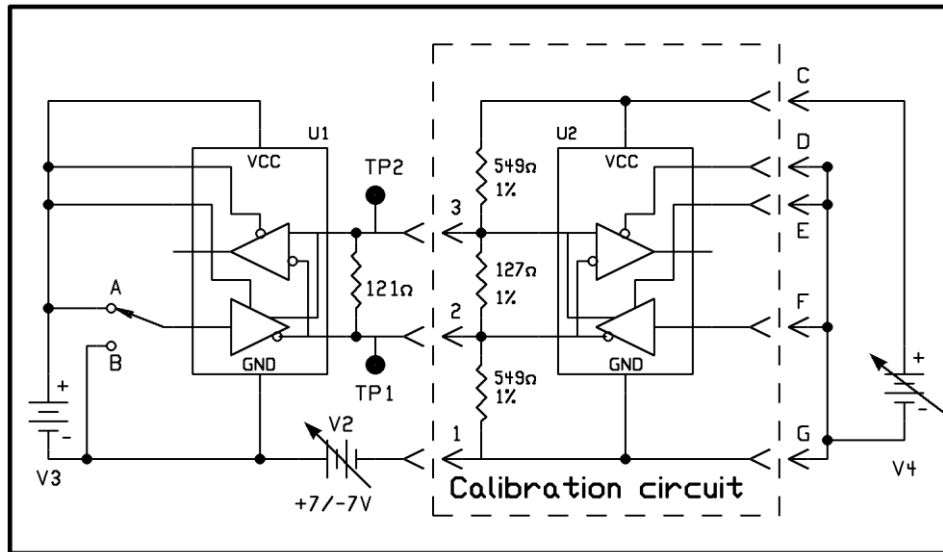 C
U1
U2
D
VCC
TP2
VCC
549Ω
1%
3
E
A
121Ω
127Ω
1%
2
F
B
GND
GND
TP1
549Ω
1%
+
+
-
V2
1
G
-
V3
V4
+7/-7V
Calibration circuit